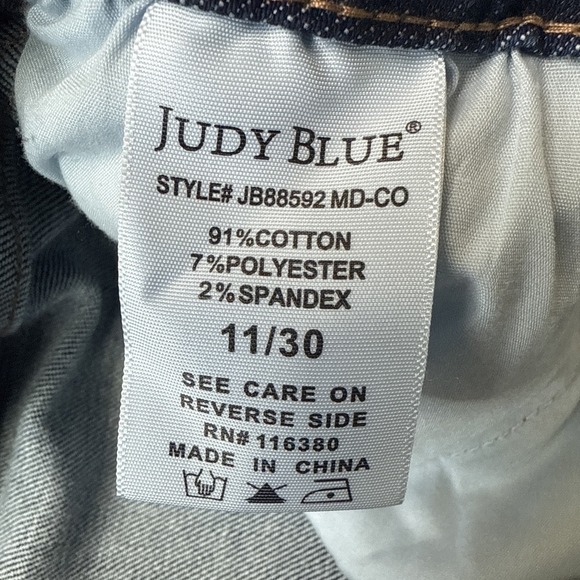 JUDY BLUE®
STYLE# JB88592 MD-CO
91%COTTON
7%POLYESTER
2%SPANDEX
11/30
SEE CARE ON
REVERSE SIDE
RN# 116380
MADE IN CHINA